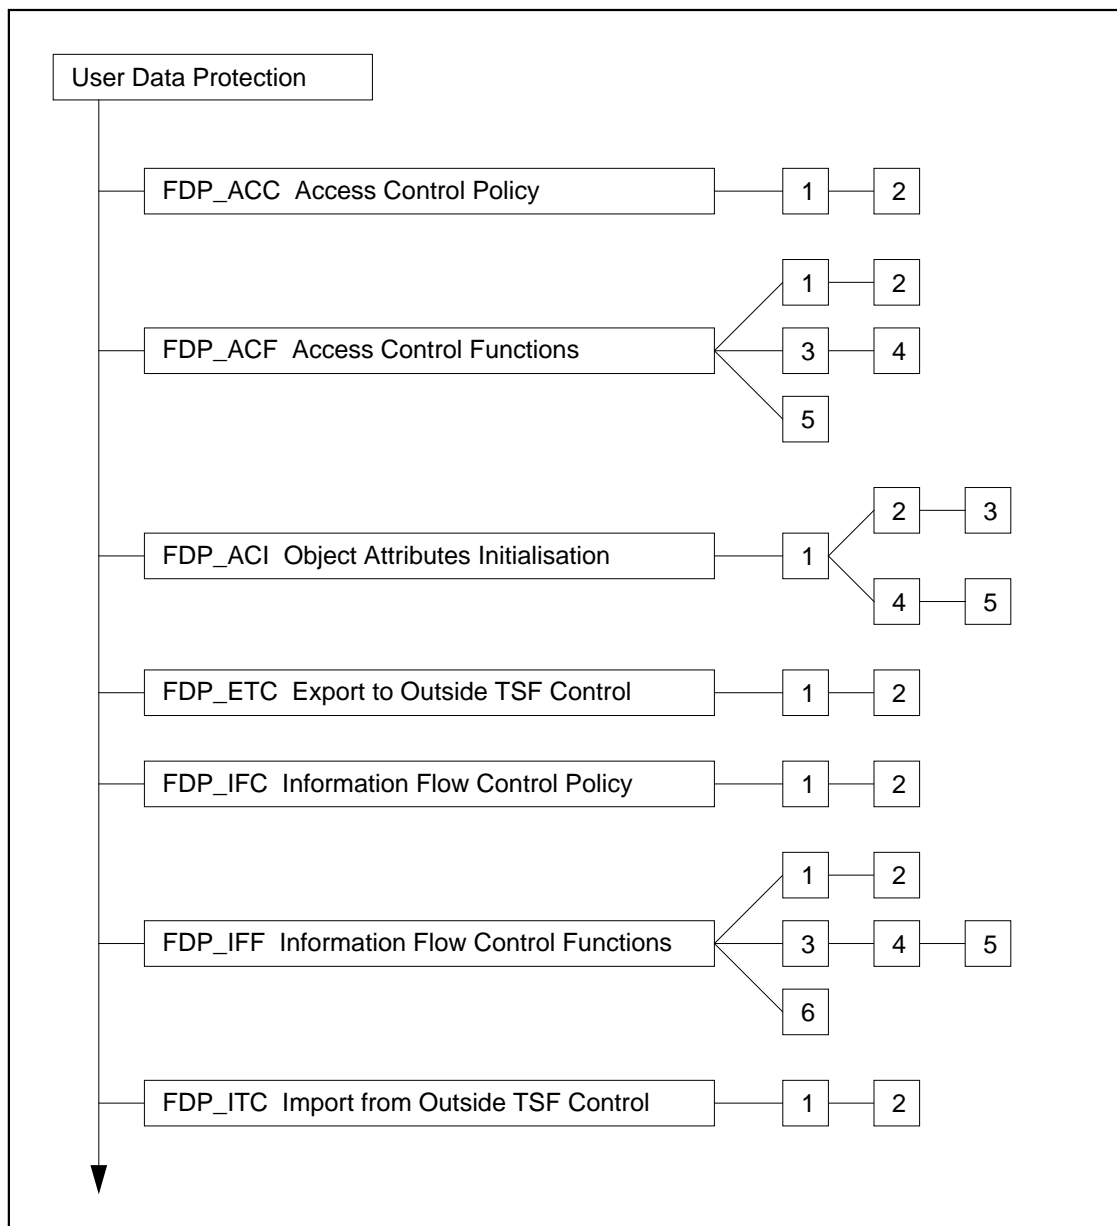 User Data Protection
FDP_ACC Access Control Policy 1 2
1 2
FDP_ACF Access Control Functions 3 4
5
2 3
FDP_ACI Object Attributes Initialisation 1
4 5
FDP_ETC Export to Outside TSF Control 1 2
FDP_IFC Information Flow Control Policy 1 2
1 2
FDP_IFF Information Flow Control Functions 3 4 5
6
FDP_ITC Import from Outside TSF Control 1 2